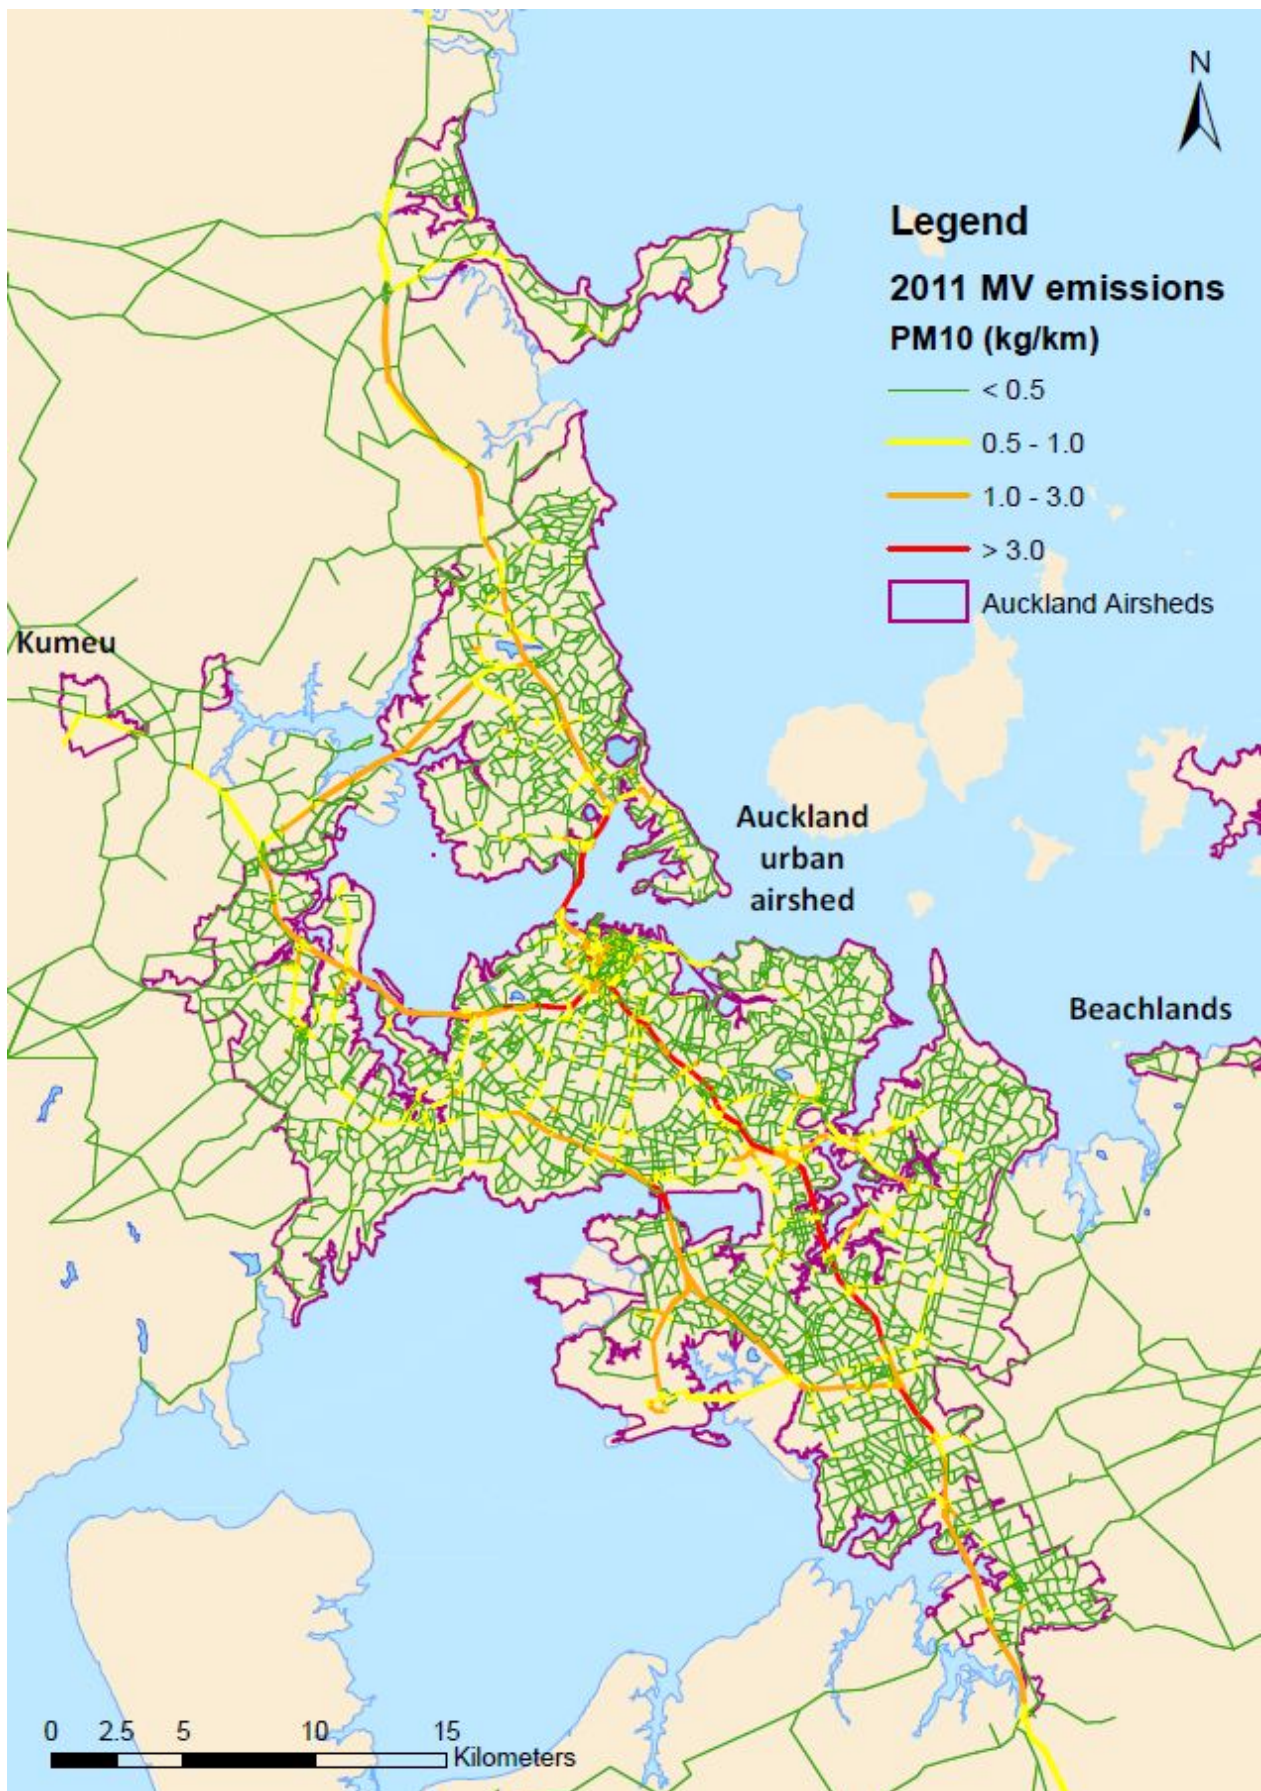 N
Legend
2011 MV emissions
PM10 (kg/km)
< 0.5
0.5 - 1.0
1.0 - 3.0
> 3.0
Auckland Airsheds
Kumeu
Auckland
urban
airshed
Beachlands
0 2.5 5 10 15
Kilometers